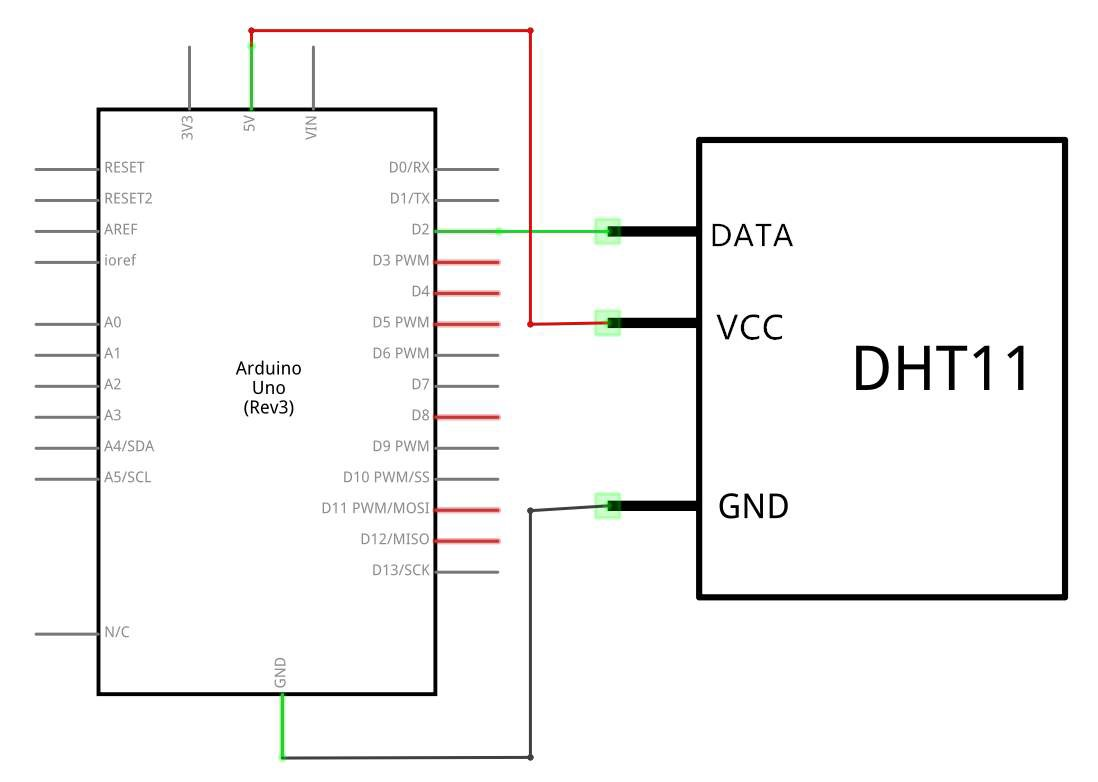 3V3
5V
VIN
RESET
RESET2
AREF
ioref
A0
A1
A2
A3
A4/SDA
A5/SCL
N/C
Arduino
Uno
(Rev3)
D0/RX
D1/TX
D2
D3 PWM
D4
D5 PWM
D6 PWM
D7
D8
D9 PWM
D10 PWM/SS
D11 PWM/MOSI
D12/MISO
D13/SCK
GND
DATA
VCC
DHT11
GND